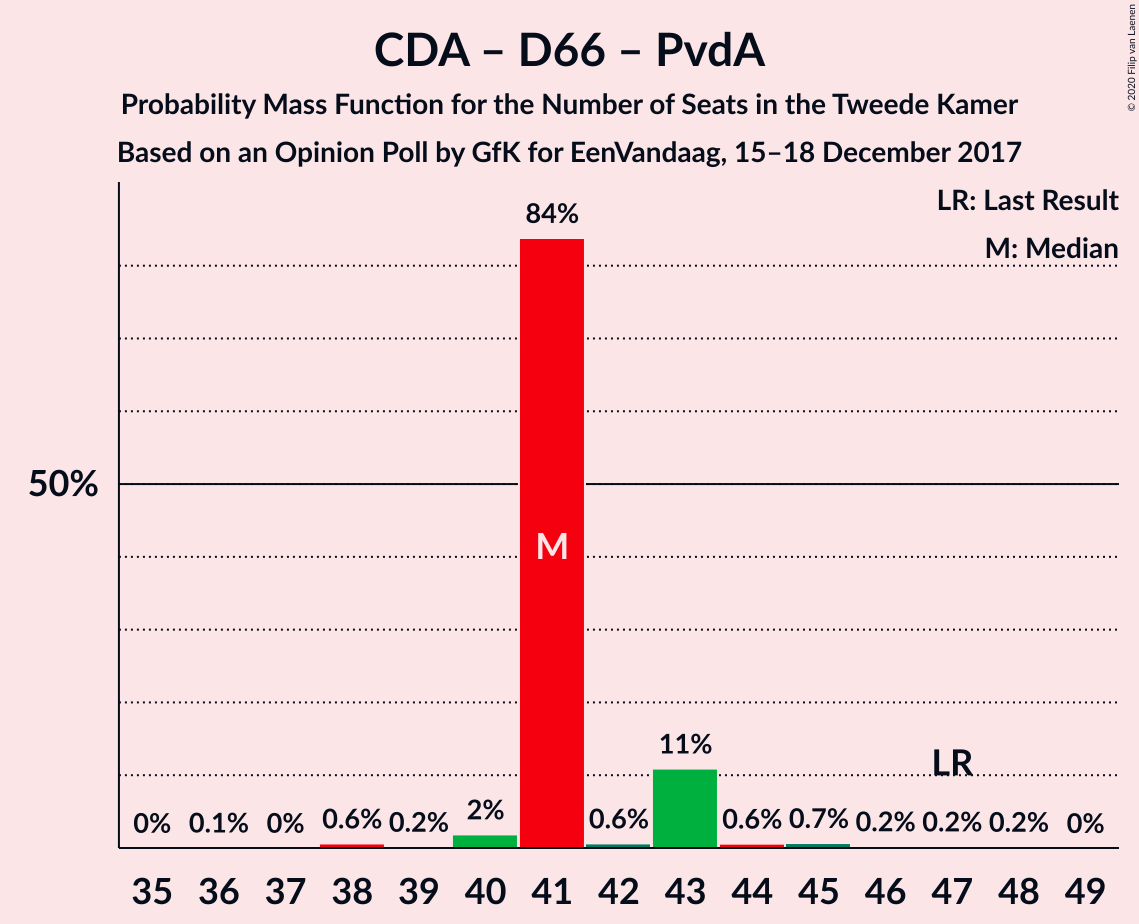 CDA – D66 – PvdA
Probability Mass Function for the Number of Seats in the Tweede Kamer
Based on an Opinion Poll by GfK for EenVandaag, 15–18 December 2017
© 2020 Filip van Laenen
LR: Last Result
M: Median
84%
50%
M
11%
LR
0% 0.1% 0% 0.6% 0.2% 2% 0.6% 0.6% 0.7% 0.2% 0.2% 0.2% 0%
35 36 37 38 39 40 41 42 43 44 45 46 47 48 49